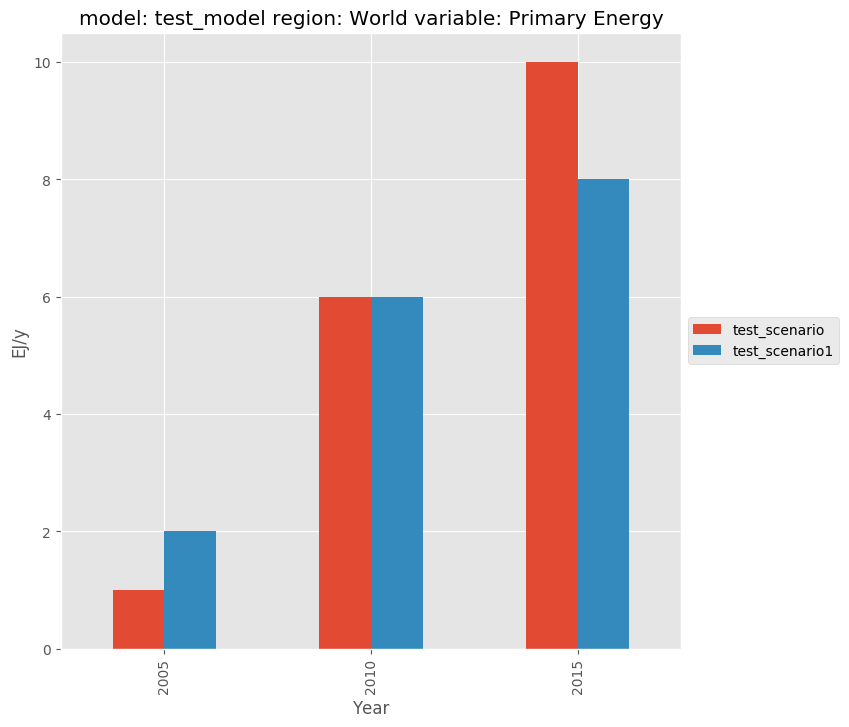 model: test_model region: World variable: Primary Energy
10
8
6
4
2
0
EJ/y
2005
2010
2015
Year
test_scenario
test_scenario1